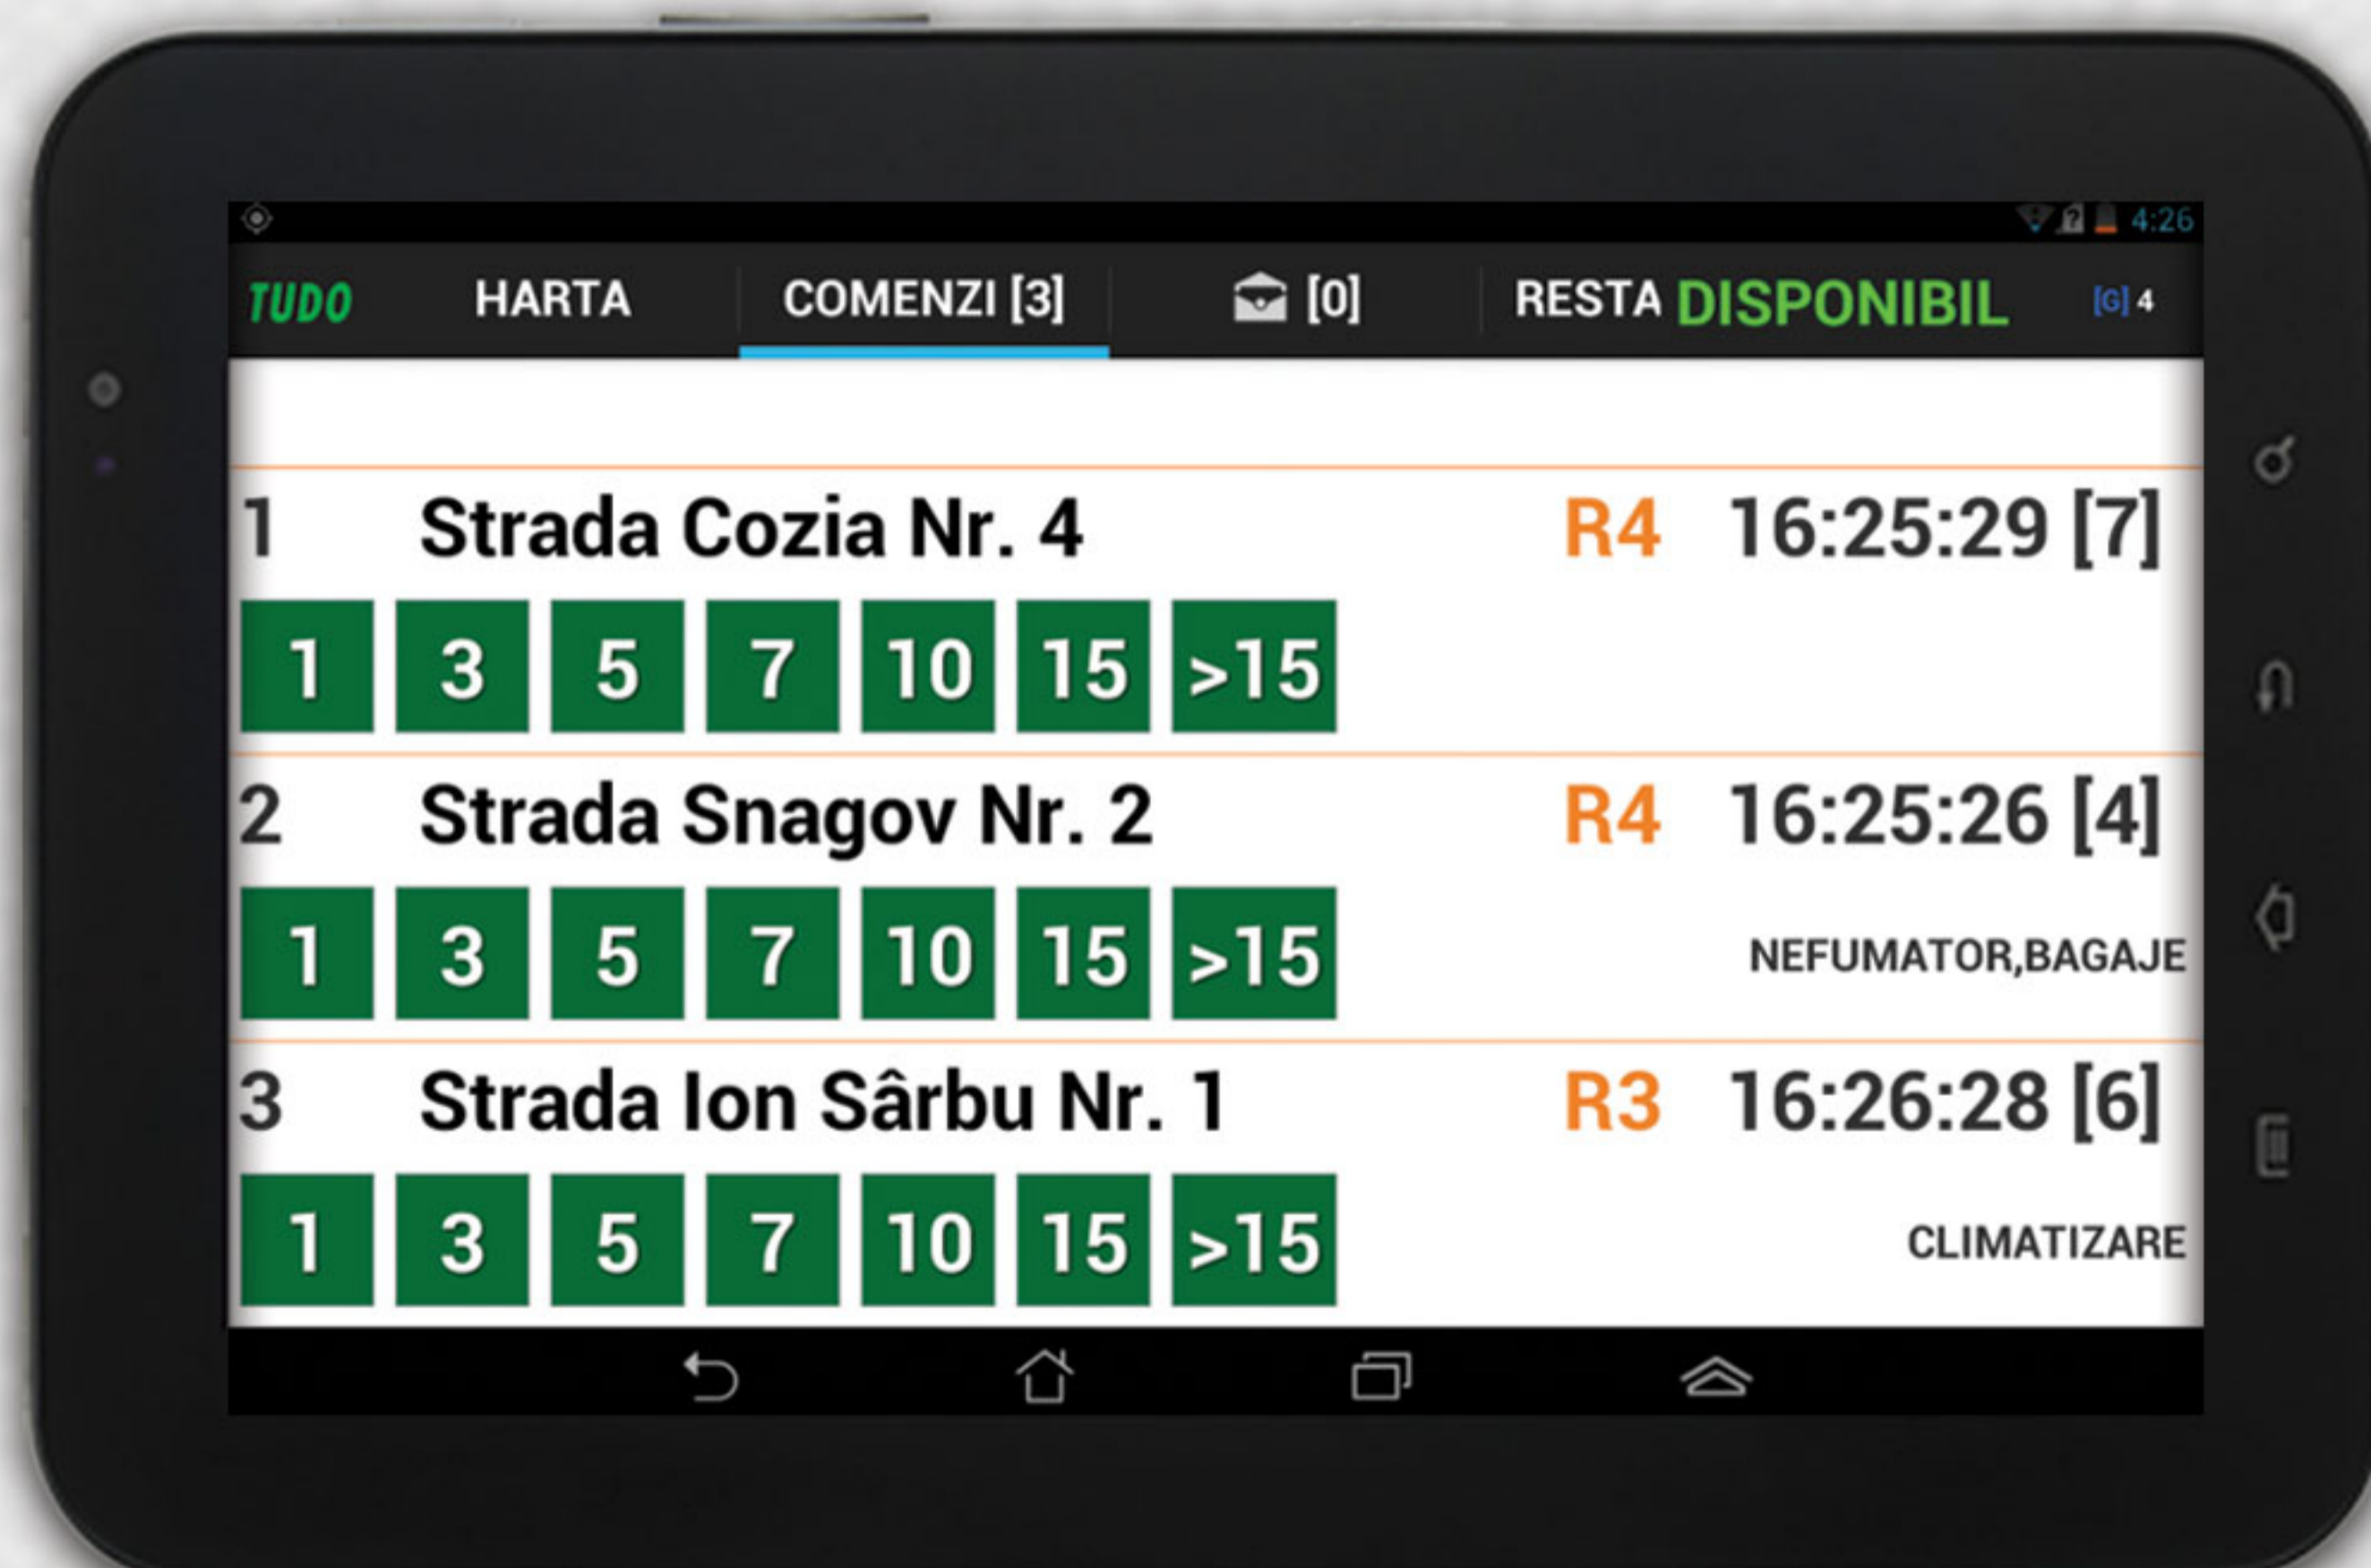 4:26
TUDO HARTA COMENZI [3] [0] RESTA DISPONIBIL [G] 4
1 Strada Cozia Nr. 4 R4 16:25:29 [7]
1 3 5 7 10 15 >15
2 Strada Snagov Nr. 2 R4 16:25:26 [4]
1 3 5 7 10 15 >15 NEFUMATOR,BAGAJE
3 Strada Ion Sârbu Nr. 1 R3 16:26:28 [6]
1 3 5 7 10 15 >15 CLIMATIZARE